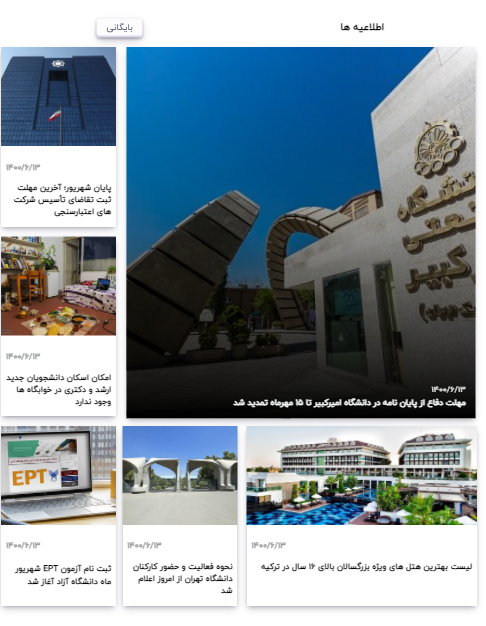 اطلاعیه ها
بایگانی
دانشگاه
صنعتی
کبیر
۱۴۰۰/۶/۱۳
مهلت دفاع از پایان نامه در دانشگاه امیرکبیر تا ۱۵ مهرماه تمدید شد
۱۴۰۰/۶/۱۳
پایان شهریور؛ آخرین مهلت
ثبت تقاضای تأسیس شرکت
های اعتبارسنجی
۱۴۰۰/۶/۱۳
امکان اسکان دانشجویان جدید
ارشد و دکتری در خوابگاه ها
وجود ندارد
۱۴۰۰/۶/۱۳
لیست بهترین هتل های ویژه بزرگسالان بالای ۱۶ سال در ترکیه
۱۴۰۰/۶/۱۳
نحوه فعالیت و حضور کارکنان
دانشگاه تهران از امروز اعلام
شد
EPT
۱۴۰۰/۶/۱۳
ثبت نام آزمون EPT شهریور
ماه دانشگاه آزاد آغاز شد